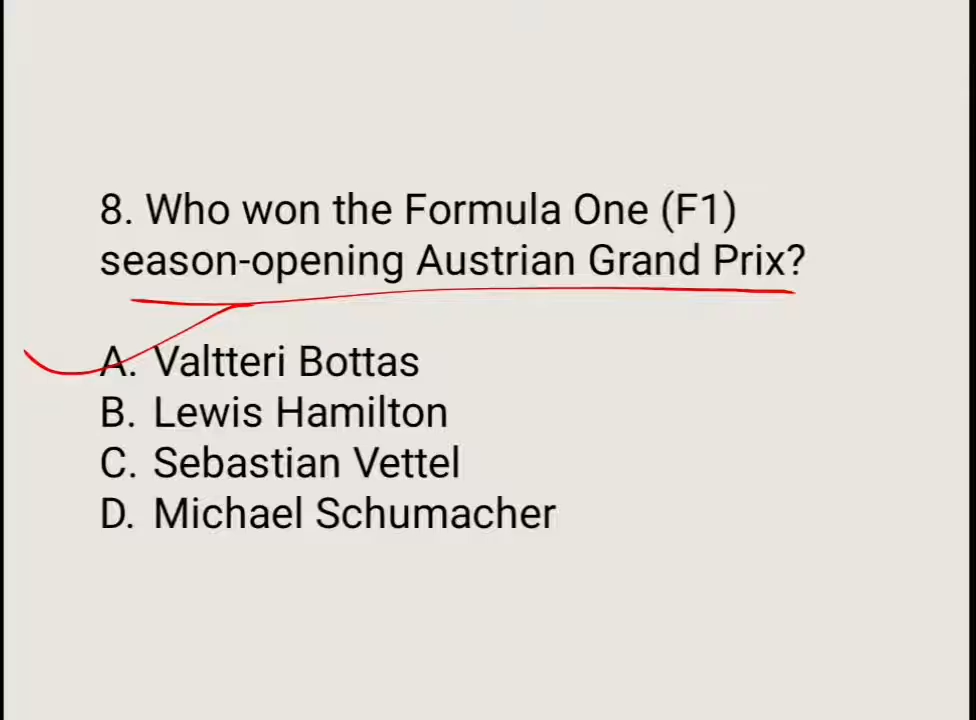 8. Who won the Formula One (F1)
season-opening Austrian Grand Prix?
A. Valtteri Bottas
B. Lewis Hamilton
C. Sebastian Vettel
D. Michael Schumacher